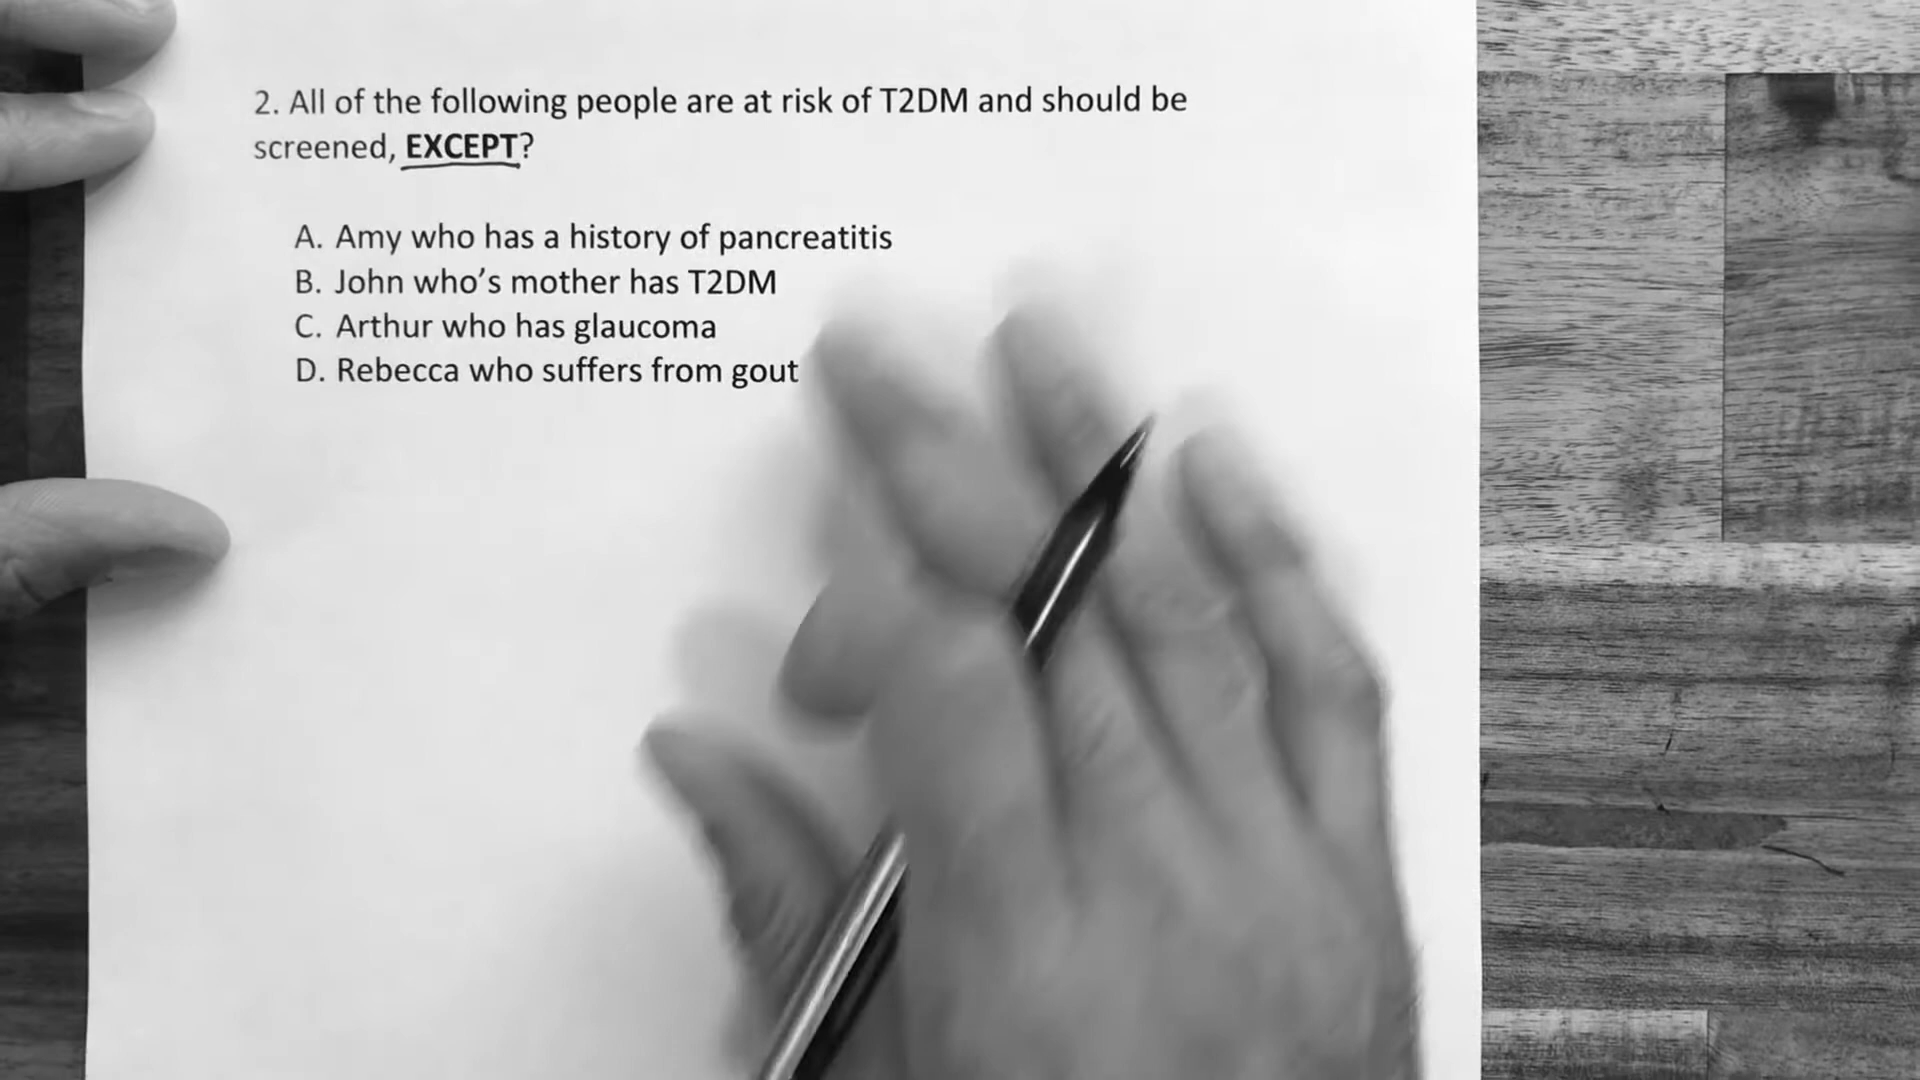 2. All of the following people are at risk of T2DM and should be
screened, EXCEPT?
A. Amy who has a history of pancreatitis
B. John who’s mother has T2DM
C. Arthur who has glaucoma
D. Rebecca who suffers from gout